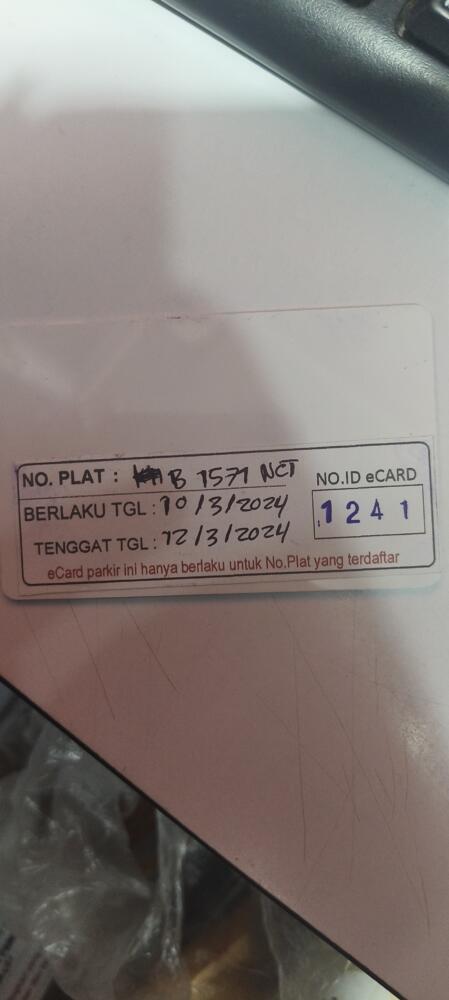 NO. PLAT : B 1571 NCT
BERLAKU TGL : 10/3/2024
TENGGAT TGL : 12/3/2024
NO.ID eCARD
1241
eCard parkir ini hanya berlaku untuk No.Plat yang terdaftar